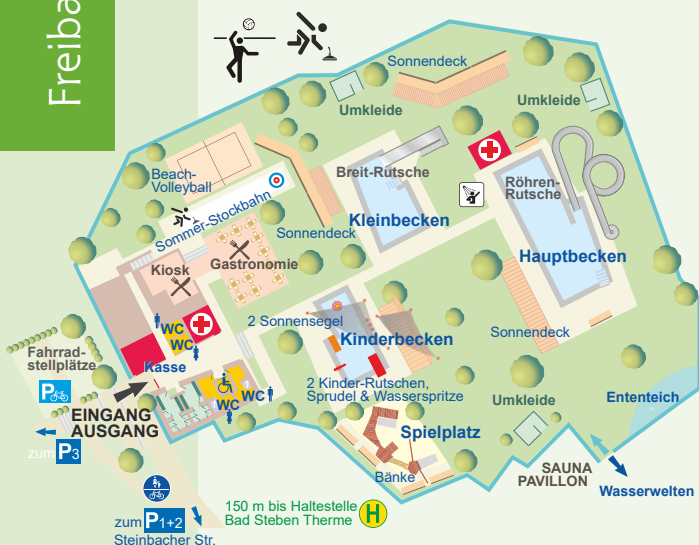 Freiba
Sonnendeck
Umkleide
Umkleide
Beach-
Volleyball
Breit-Rutsche
Röhren-
Rutsche
Sommer-Stockbahn
Kleinbecken
Sonnendeck
Hauptbecken
Kiosk
Gastronomie
2 Sonnensegel
WC
WC
Kinderbecken
Sonnendeck
Fahrrad-
stellplätze
Kasse
P
2 Kinder-Rutschen,
Sprudel & Wasserspritze
WC
WC
Umkleide
Ententeich
EINGANG
AUSGANG
zum P3
Spielplatz
Bänke
SAUNA
PAVILLON
Wasserwelten
150 m bis Haltestelle
Bad Steben Therme
H
zum P1+2
Steinbacher Str.